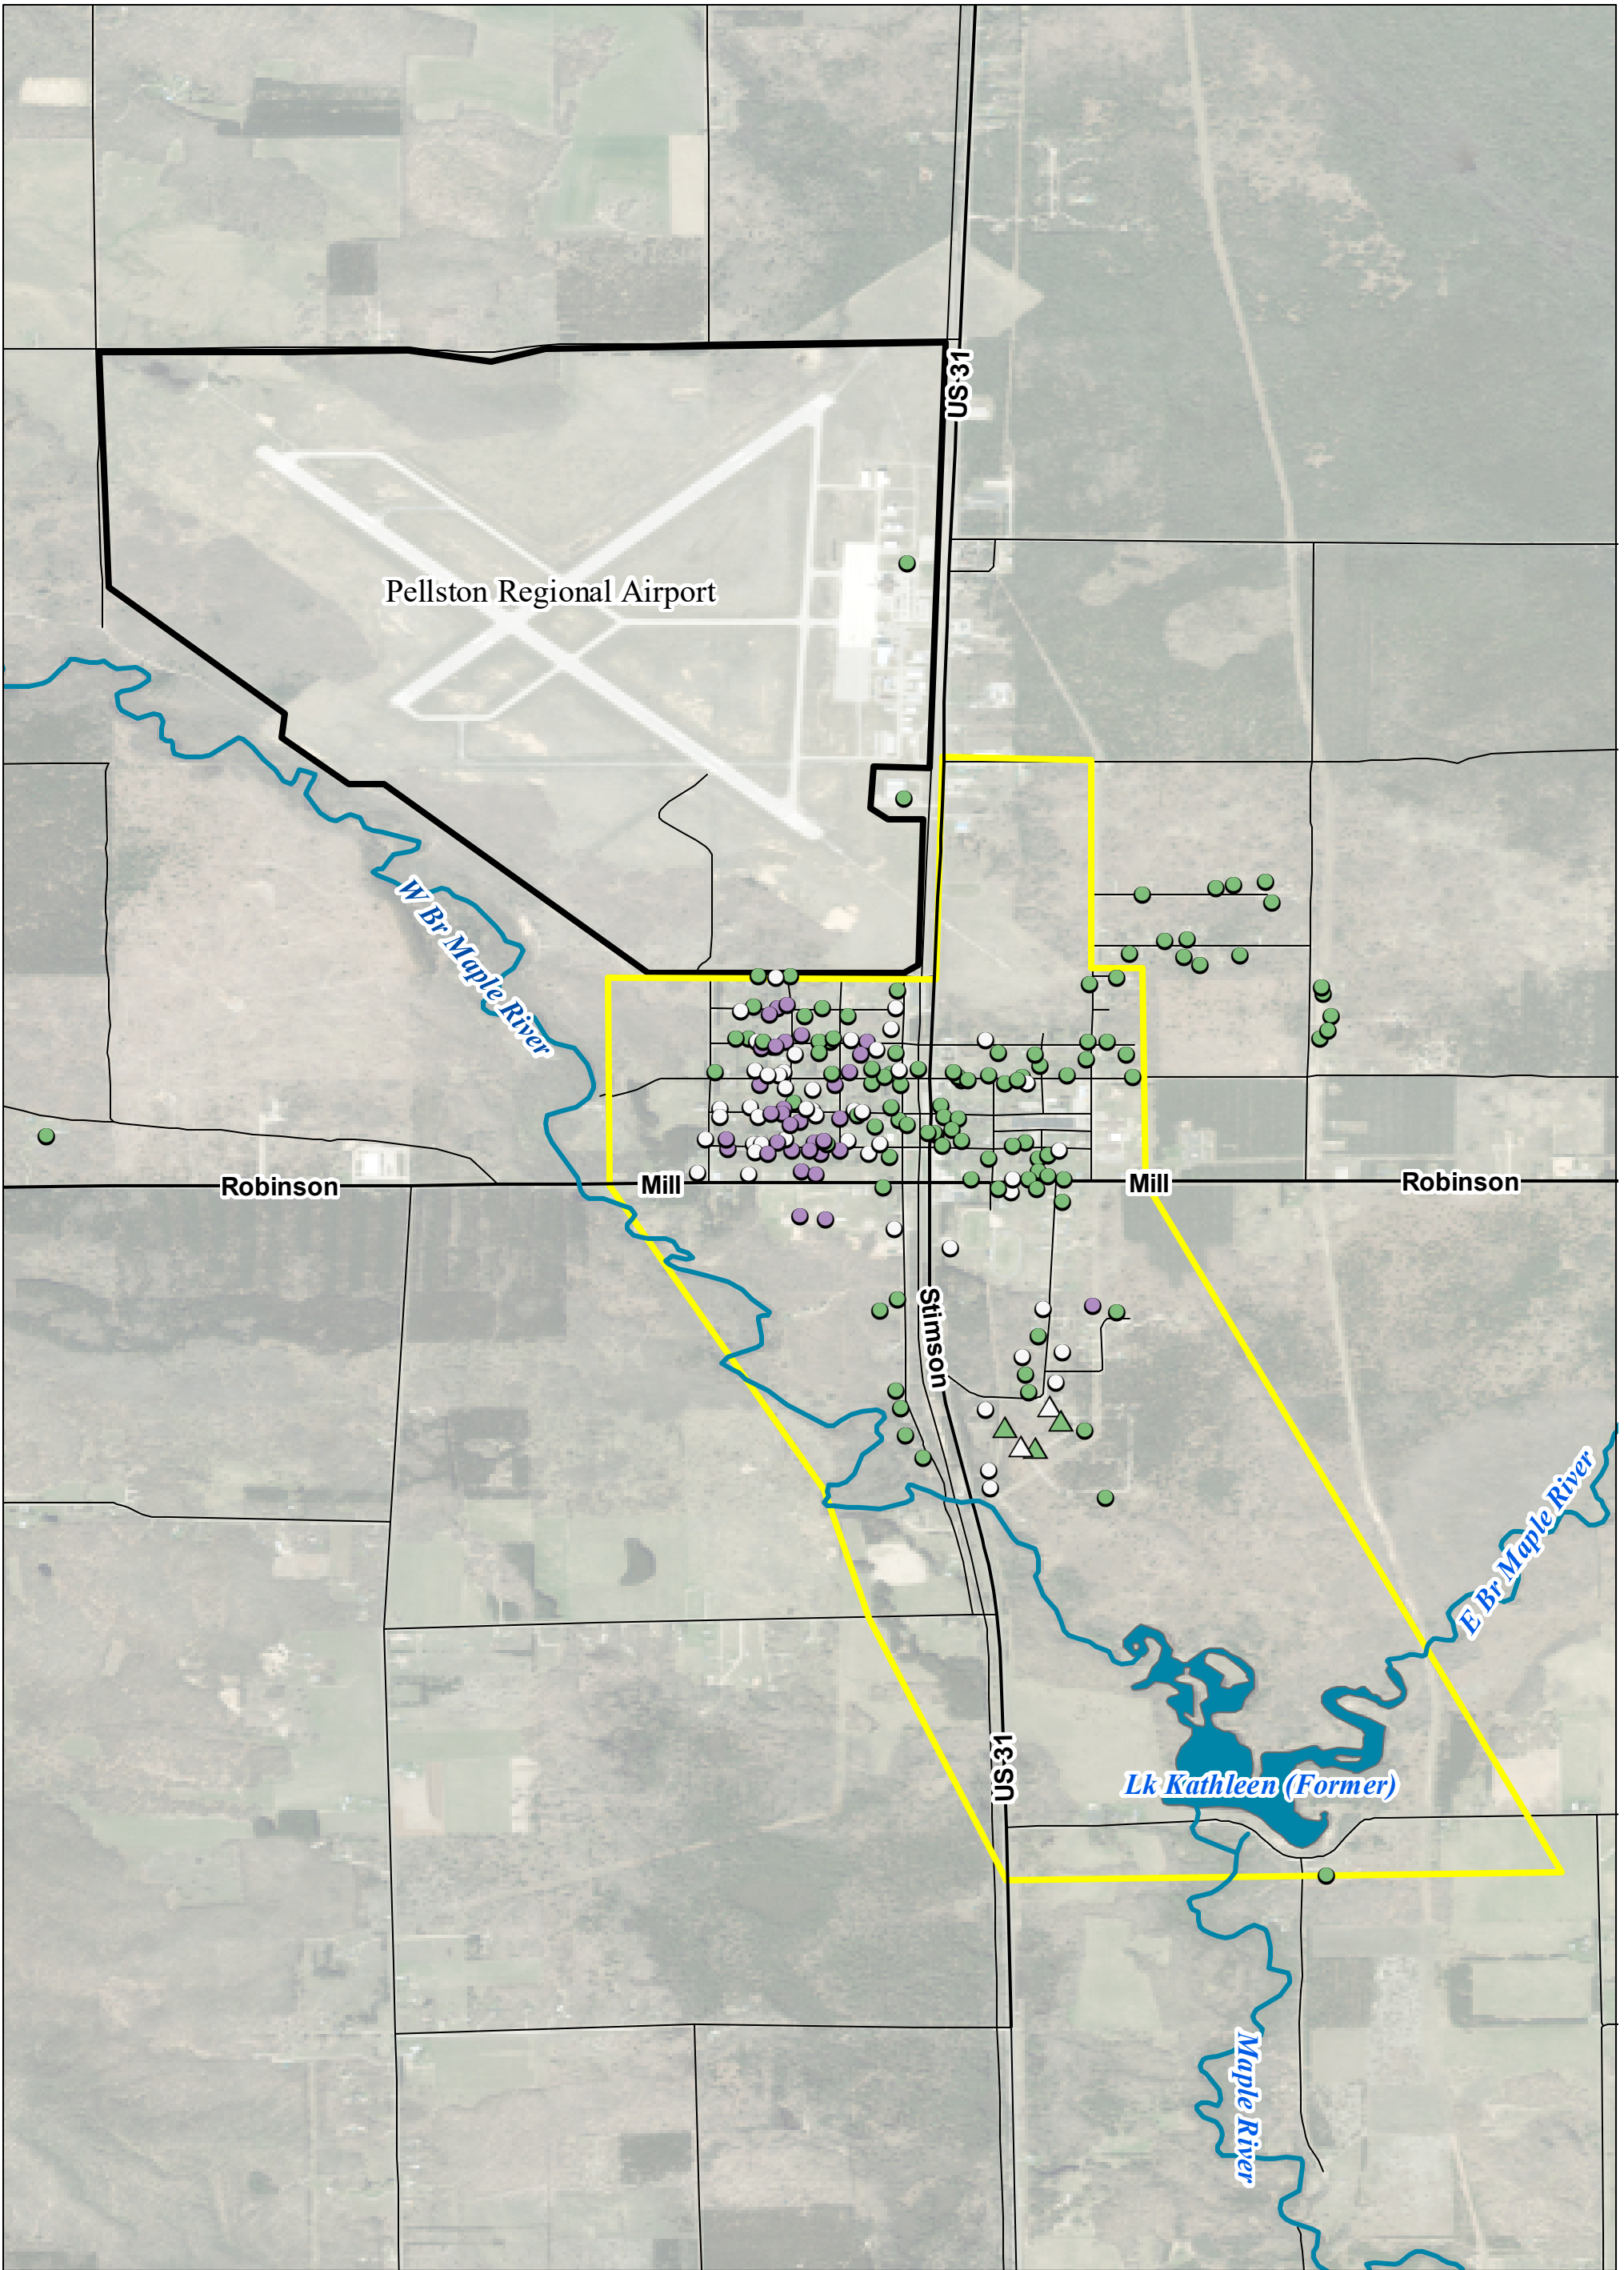 US-31
Pellston Regional Airport
W Br Maple River
Robinson
Mill
Mill
Robinson
Stimson
E Br Maple River
US-31
Lk Kathleen (Former)
Maple River